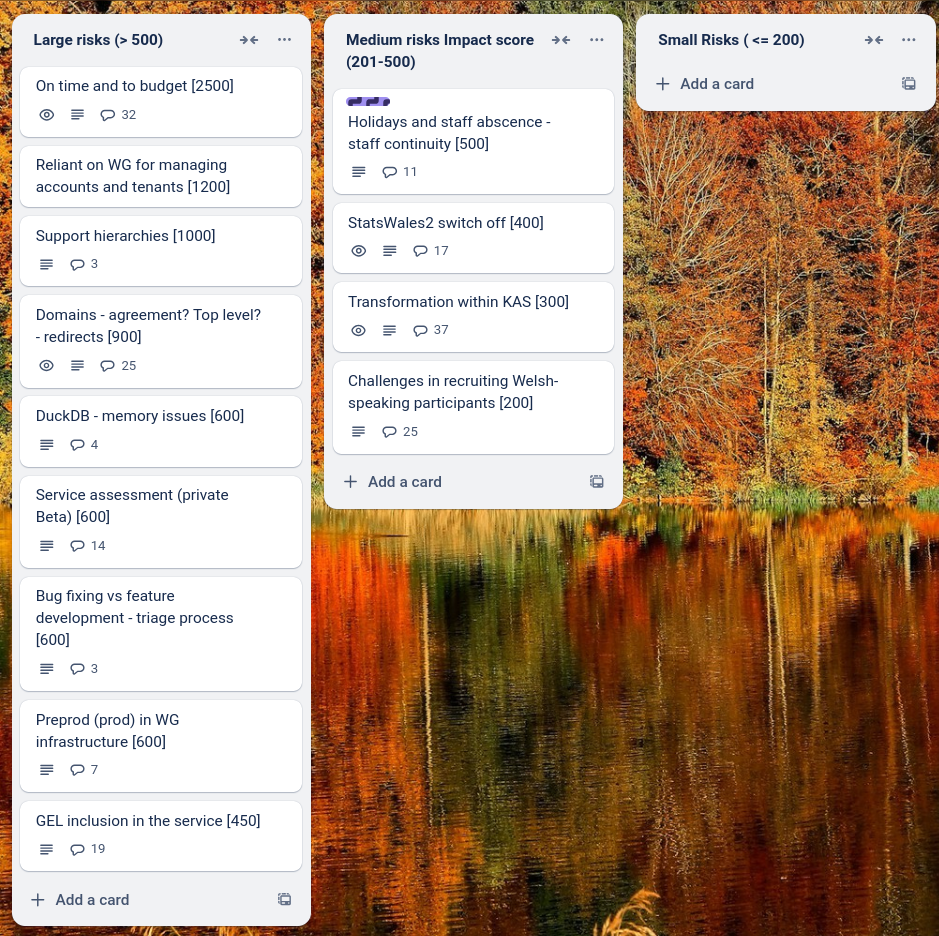 Large risks (> 500)
On time and to budget [2500]
32
Reliant on WG for managing
accounts and tenants [1200]
Support hierarchies [1000]
3
Domains - agreement? Top level?
- redirects [900]
25
DuckDB - memory issues [600]
4
Service assessment (private
Beta) [600]
14
Bug fixing vs feature
development - triage process
[600]
3
Preprod (prod) in WG
infrastructure [600]
7
GEL inclusion in the service [450]
19
Add a card
Medium risks Impact score
(201-500)
Holidays and staff abscence -
staff continuity [500]
11
StatsWales2 switch off [400]
17
Transformation within KAS [300]
37
Challenges in recruiting Welsh-
speaking participants [200]
25
Add a card
Small Risks ( <= 200)
Add a card